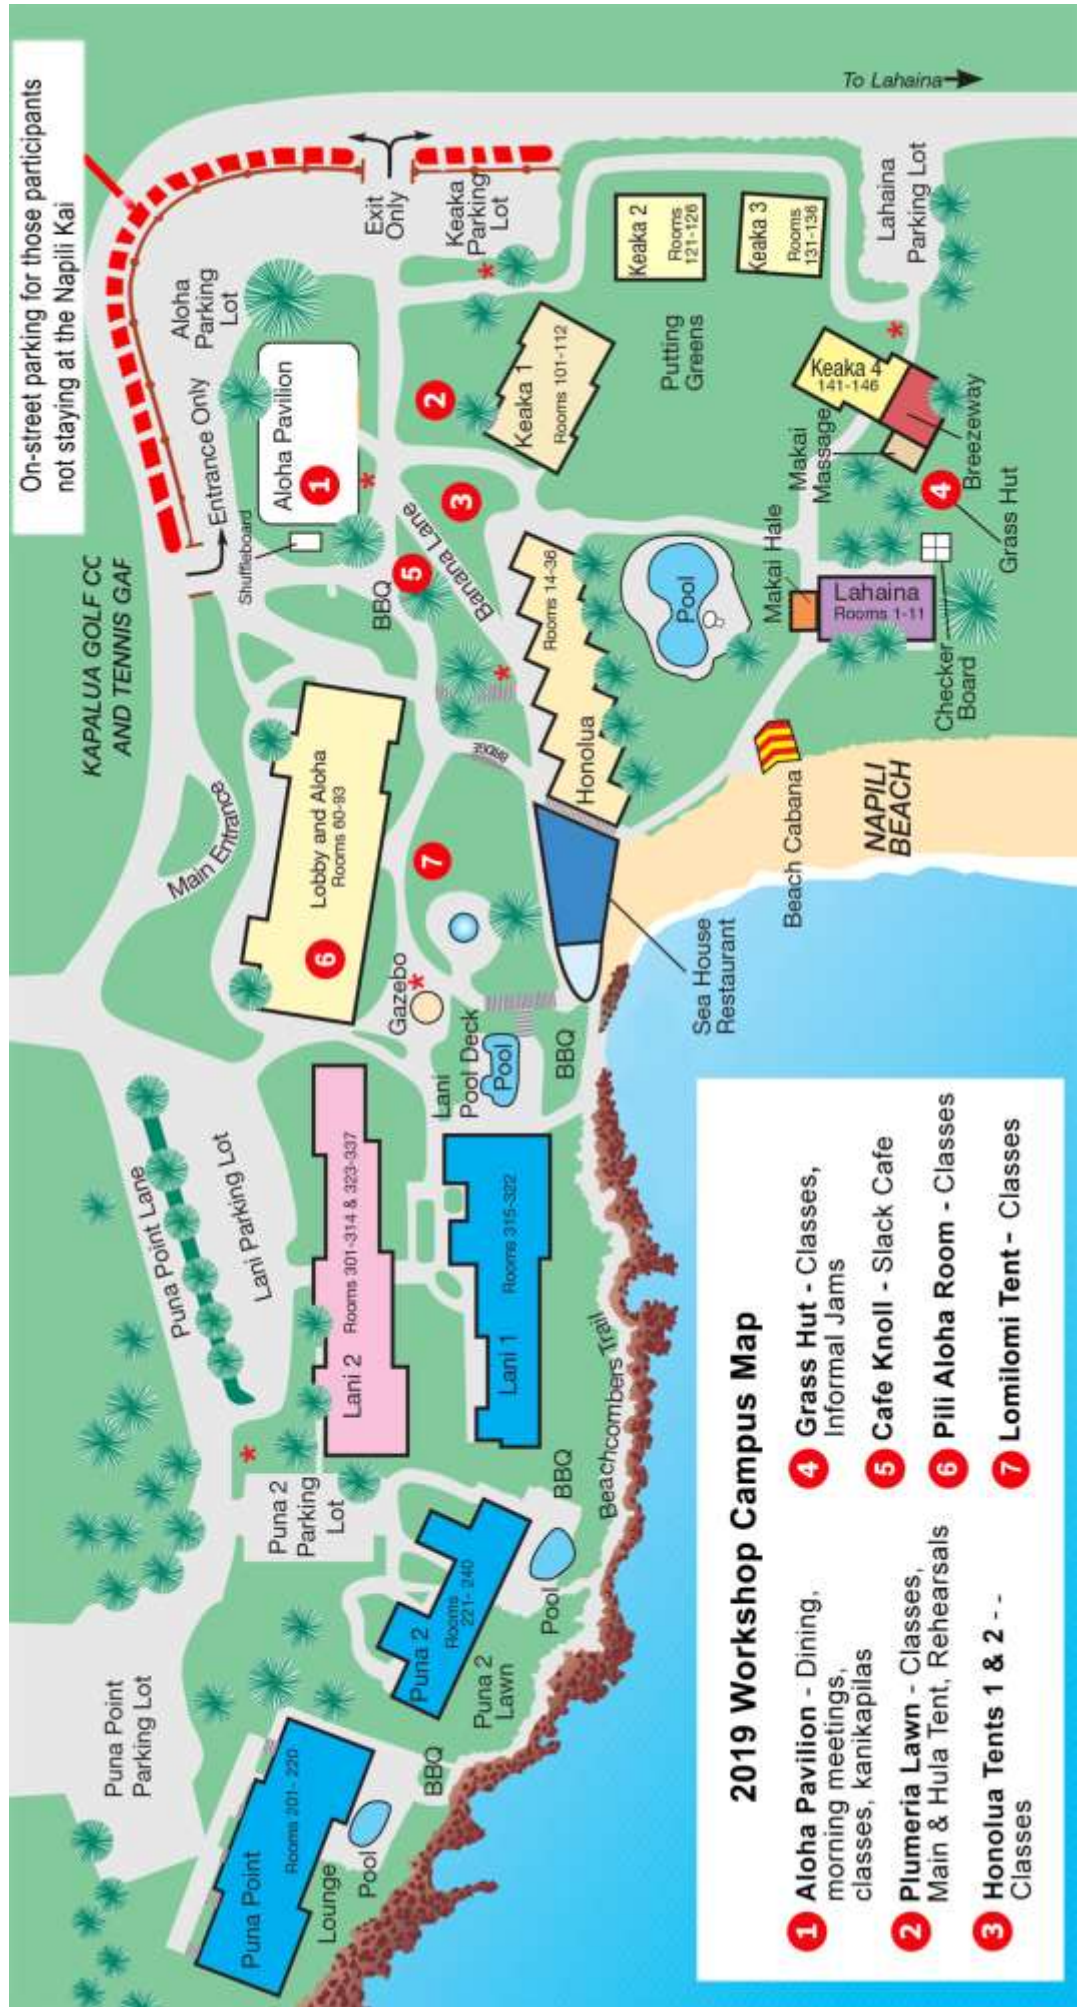 On-street parking for those participants
not staying at the Napili Kai
KAPALUA GOLF CC
AND TENNIS GAF
To Lahaina
Puna Point
Parking Lot
Puna Point Lane
Lani Parking Lot
Main Entrance
Entrance Only
Aloha
Parking
Lot
Exit
Only
Keaka
Parking
Lot
Shuffleboard
Aloha Pavilion
1
Puna 2
Parking
Lot
Lobby and Aloha
Rooms 60-93
6
BBQ
5
Banana Lane
3
2
Puna Point
Rooms 201- 220
Lounge
Pool
BBQ
Puna 2
Rooms
221- 240
Puna 2
Lawn
Pool
BBQ
Lani 2
Rooms 301-314 & 323-337
Lani 1
Rooms 315-322
Lani
Pool Deck
Pool
Gazebo
7
BBQ
BRIDGE
Honolua
Rooms 14-36
Keaka 1
Rooms 101-112
Keaka 2
Rooms
121-126
Keaka 3
Rooms
131-136
Putting
Greens
Lahaina
Parking Lot
Keaka 4
141-146
Makai
Massage
Breezeway
4
Grass Hut
Pool
Makai Hale
Lahaina
Rooms 1-11
Checker
Board
Beach Cabana
NAPILI
BEACH
Sea House
Restaurant
Beachcombers Trail
2019 Workshop Campus Map
1 Aloha Pavilion - Dining,
morning meetings,
classes, kanikapilas
2 Plumeria Lawn - Classes,
Main & Hula Tent, Rehearsals
3 Honolua Tents 1 & 2 - -
Classes
4 Grass Hut - Classes,
Informal Jams
5 Cafe Knoll - Slack Cafe
6 Pili Aloha Room - Classes
7 Lomilomi Tent - Classes